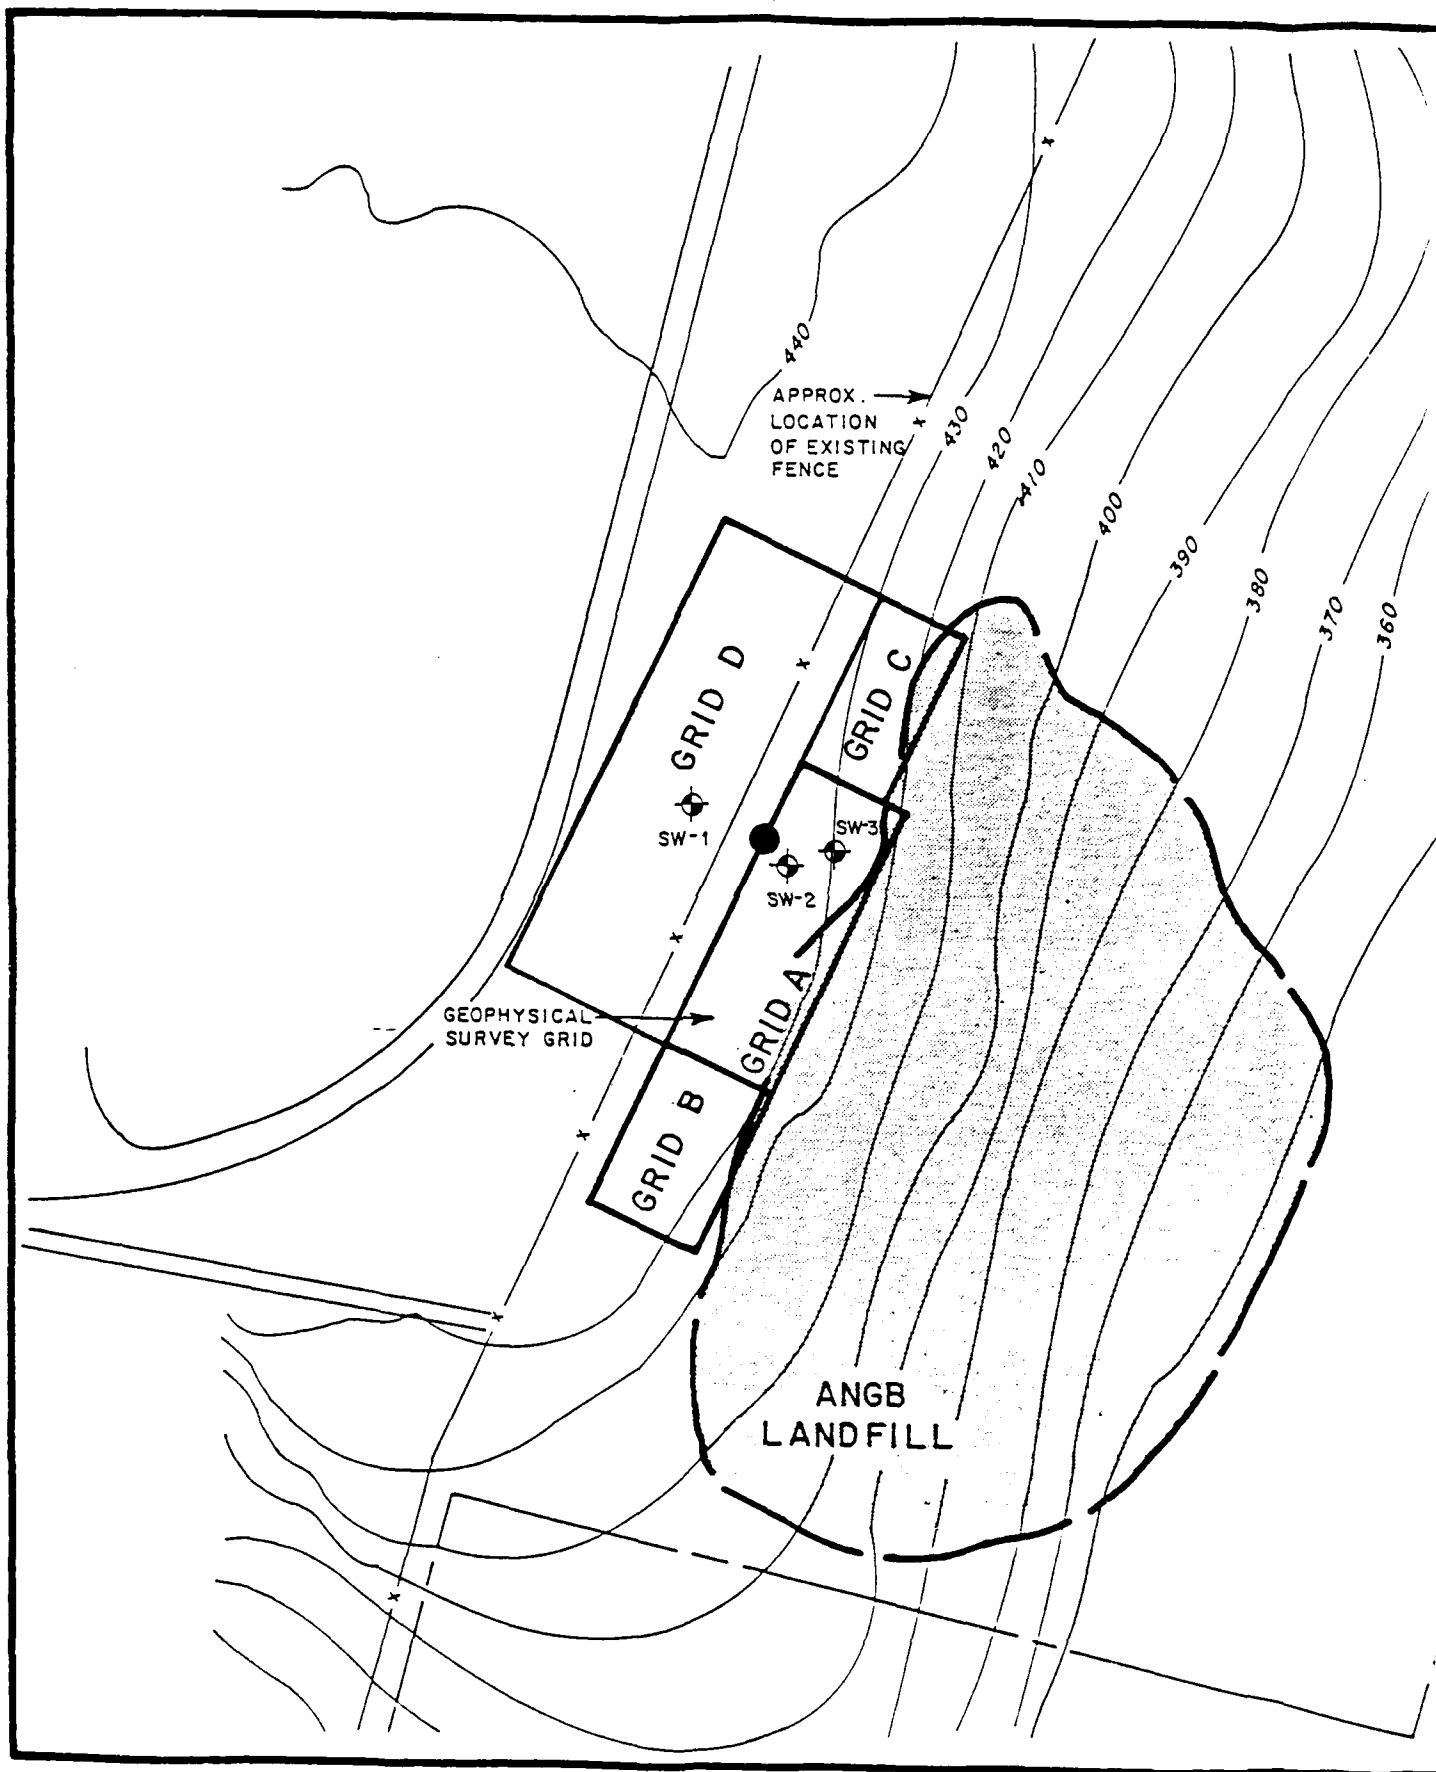 440
APPROX.
LOCATION
OF EXISTING
FENCE
430
420
410
400
390
380
370
360
GRID D
GRID C
SW-1
SW-3
SW-2
GRID A
GEOPHYSICAL
SURVEY GRID
GRID B
ANGB
LANDFILL